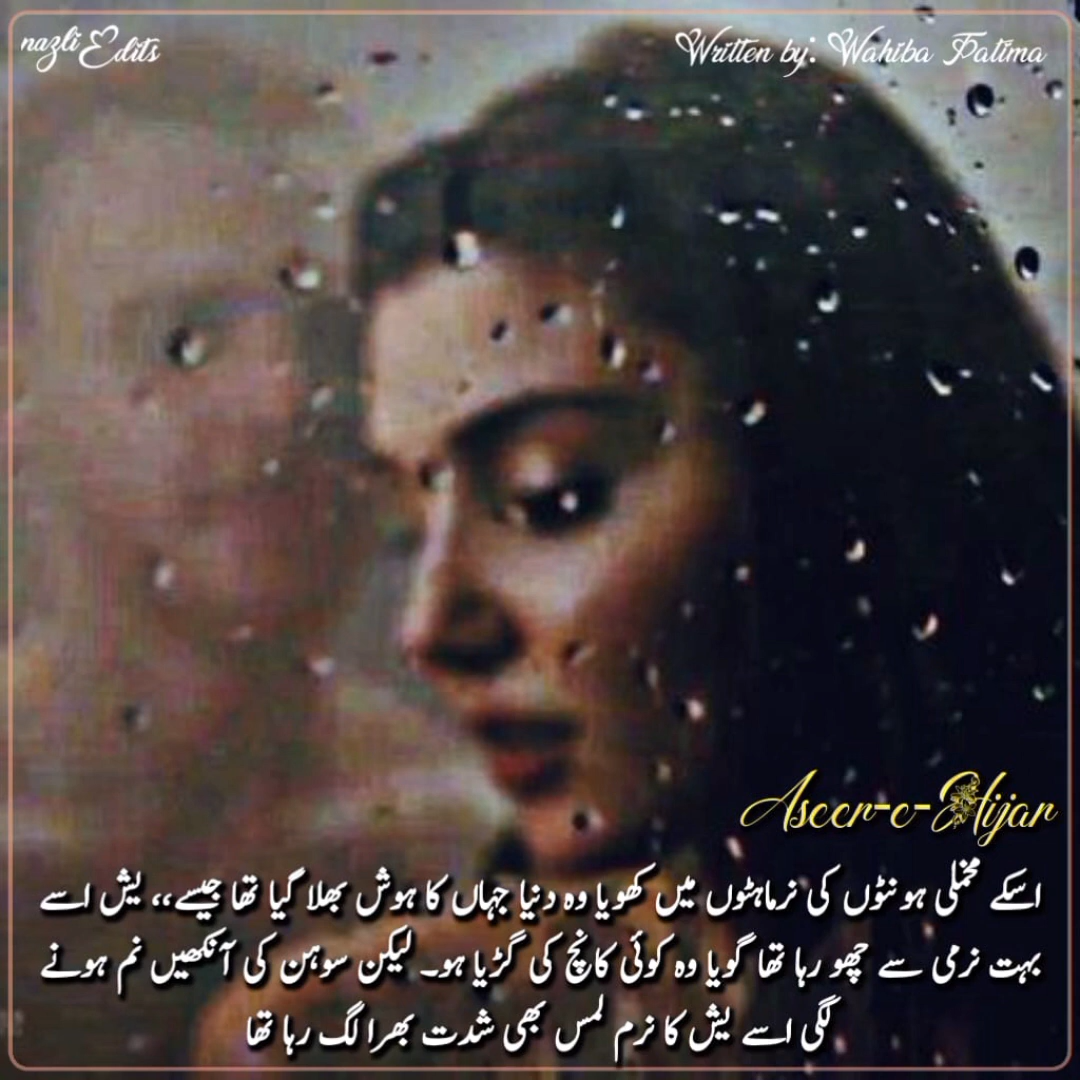 nazli Edits
Written by: Wahiba Fatima
Aseer-e-Hijar
اسکے مخملی ہونٹوں کی نرماہٹوں میں کھویا وہ دنیا جہاں کا ہوش بھلا گیا تھا جیسے،، یش اسے
بہت نرمی سے چھو رہا تھا گویا وہ کوئی کانچ کی گڑیا ہو۔ لیکن سوہن کی آنکھیں نم ہونے
لگی اسے یش کا نرم لمس بھی شدت بھرا لگ رہا تھا